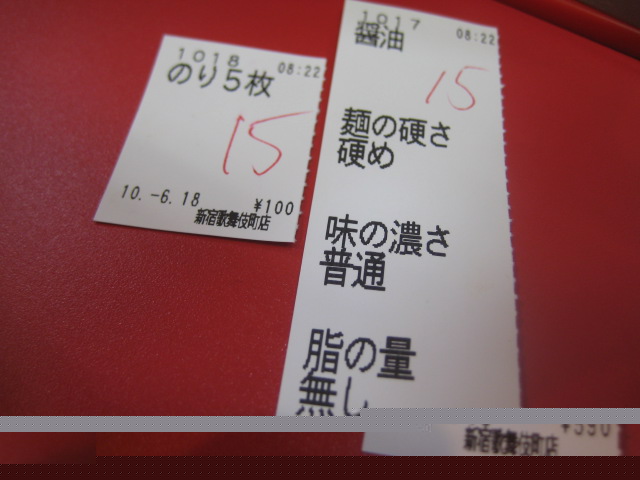 1018 08:22
のり5枚
15
10.-6.18 ¥100
新宿歌舞伎町店
1017 08:22
醤油
15
麺の硬さ
硬め
味の濃さ
普通
脂の量
無し
¥590
新宿歌舞伎町店